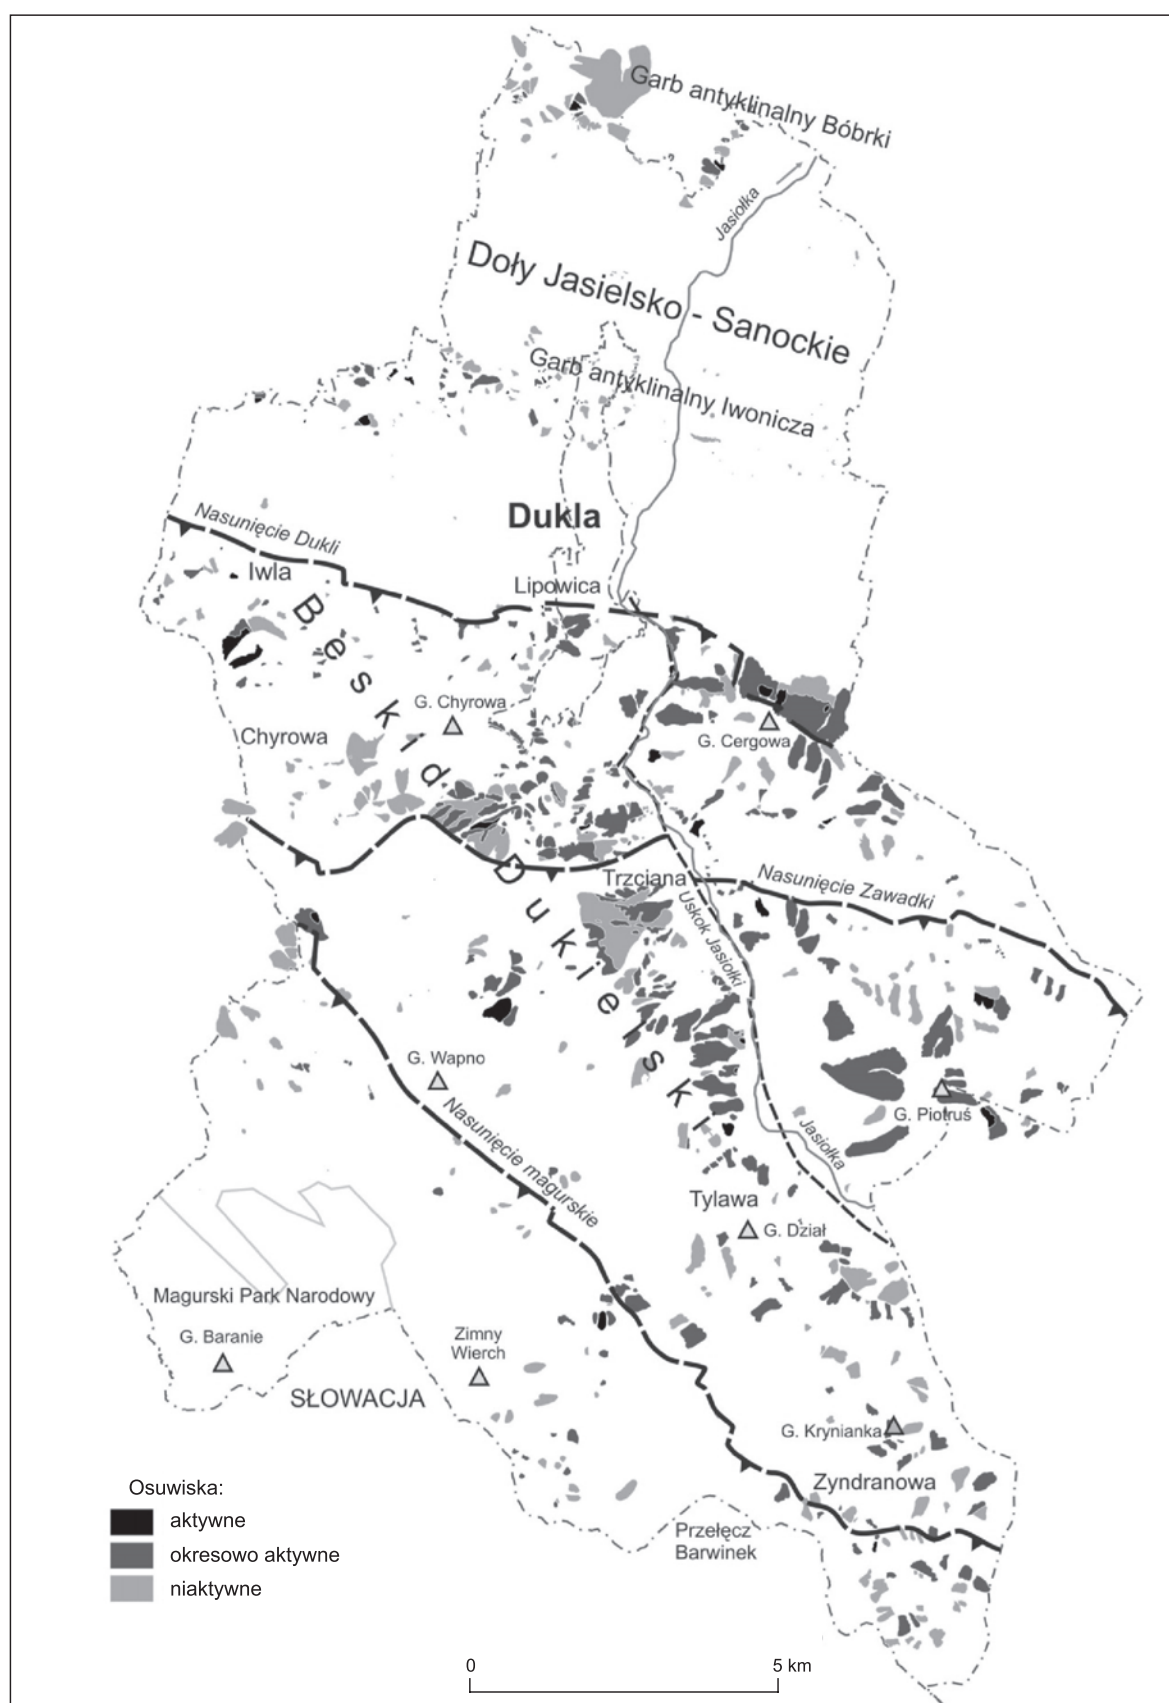 Garb antyklinalny Bóbrki
Jasiołka
Doły Jasielsko - Sanockie
Garb antyklinalny Iwonicza
Dukla
Nasunięcie Dukli
Iwla
Lipowica
Beskid Dukielski
G. Chyrowa
Chyrowa
G. Cergowa
Trzciana
Nasunięcie Zawadki
Uskok Jasiołki
G. Wapno
G. Piotruś
Nasunięcie magurskie
Jasiołka
Tylawa
G. Dział
Magurski Park Narodowy
G. Baranie
Zimny
Wierch
SŁOWACJA
G. Krynianka
Zyndranowa
Osuwiska:
aktywne
okresowo aktywne
niaktywne
Przełęcz
Barwinek
0 5 km